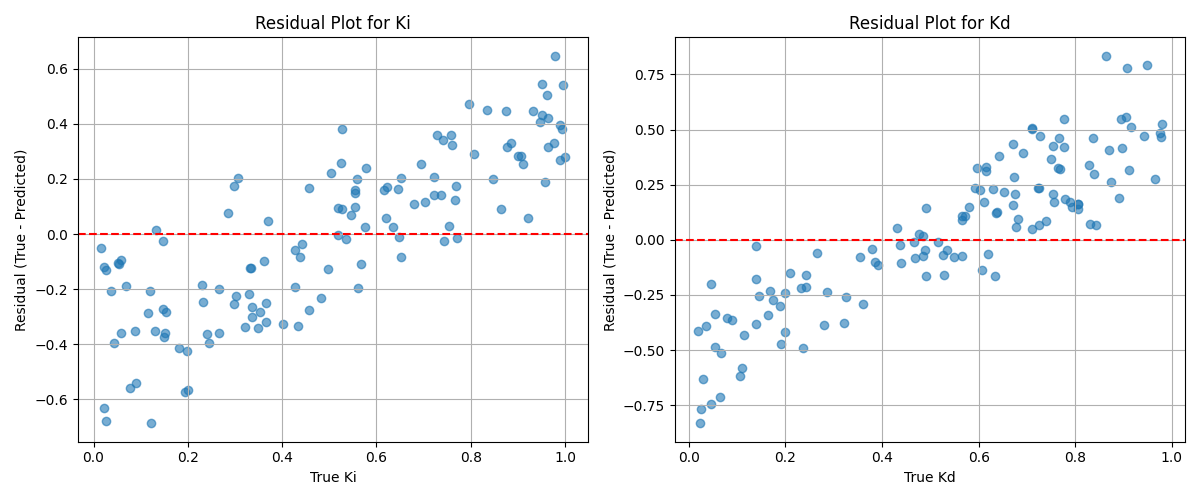 Residual Plot for Ki
0.6
0.4
0.2
0.0
−0.2
−0.4
−0.6
Residual (True - Predicted)
0.0 0.2 0.4 0.6 0.8 1.0
True Ki
Residual Plot for Kd
0.75
0.50
0.25
0.00
−0.25
−0.50
−0.75
Residual (True - Predicted)
0.0 0.2 0.4 0.6 0.8 1.0
True Kd